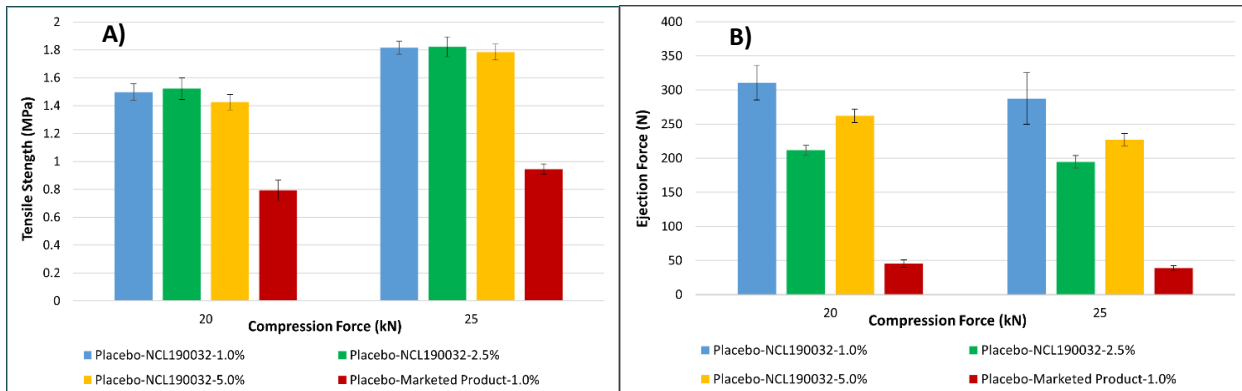 A)
Tensile Stength (MPa)
2
1.8
1.6
1.4
1.2
1
0.8
0.6
0.4
0.2
0
20
25
Compression Force (kN)
Placebo-NCL190032-1.0%
Placebo-NCL190032-2.5%
Placebo-NCL190032-5.0%
Placebo-Marketed Product-1.0%
B)
Ejection Force (N)
400
350
300
250
200
150
100
50
0
20
25
Compression Force (kN)
Placebo-NCL190032-1.0%
Placebo-NCL190032-2.5%
Placebo-NCL190032-5.0%
Placebo-Marketed Product-1.0%